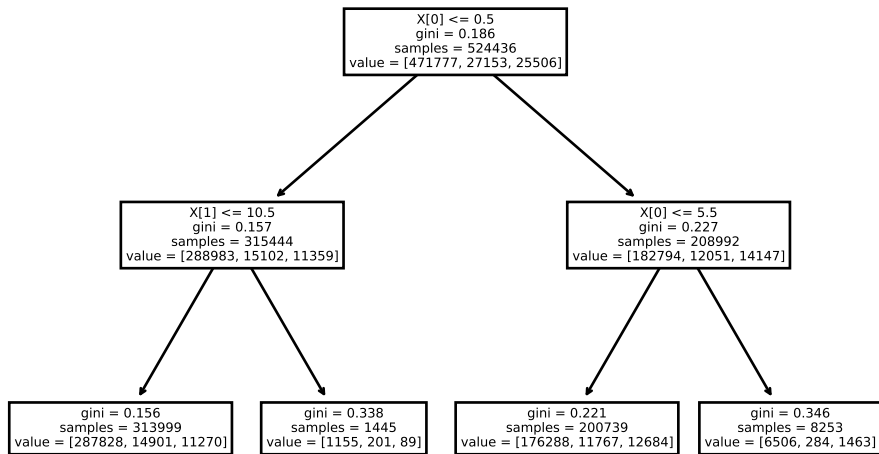 X[0] <= 0.5
gini = 0.186
samples = 524436
value = [471777, 27153, 25506]
X[1] <= 10.5
gini = 0.157
samples = 315444
value = [288983, 15102, 11359]
X[0] <= 5.5
gini = 0.227
samples = 208992
value = [182794, 12051, 14147]
gini = 0.156
samples = 313999
value = [287828, 14901, 11270]
gini = 0.338
samples = 1445
value = [1155, 201, 89]
gini = 0.221
samples = 200739
value = [176288, 11767, 12684]
gini = 0.346
samples = 8253
value = [6506, 284, 1463]